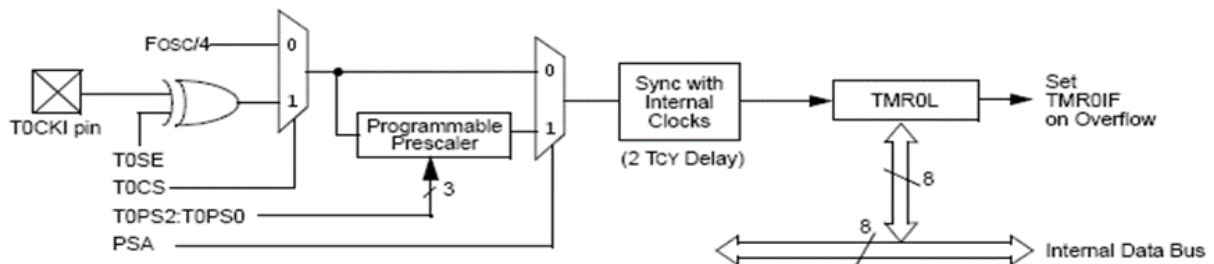 FOSC/4
0
1
T0CKI pin
T0SE
T0CS
T0PS2:T0PS0
PSA
Programmable
Prescaler
3
0
1
Sync with
Internal
Clocks
(2 TCY Delay)
TMR0L
Set
TMR0IF
on Overflow
8
8
Internal Data Bus